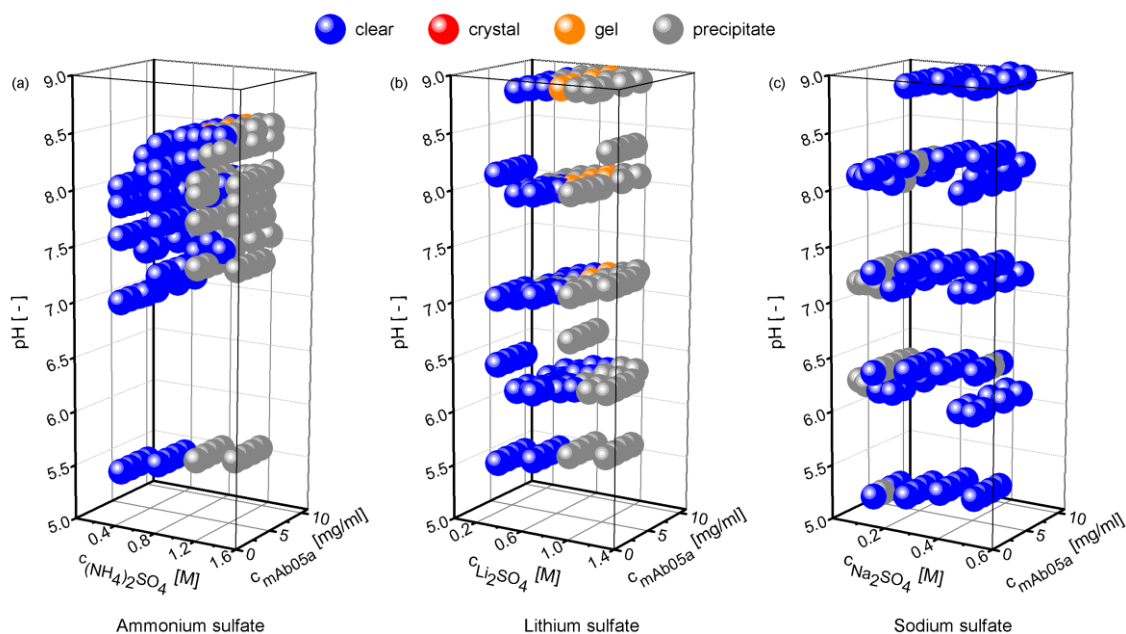 clear crystal gel precipitate
(a)
9.0
8.5
8.0
7.5
7.0
6.5
6.0
5.5
5.0
pH [ - ]
0.4
0.8
1.2
1.6
c(NH4)2SO4 [M]
0
5
10
cmAb05a [mg/ml]
Ammonium sulfate
(b)
9.0
8.5
8.0
7.5
7.0
6.5
6.0
5.5
5.0
pH [ - ]
0.2
0.6
1.0
1.4
cLi2SO4 [M]
0
5
10
cmAb05a [mg/ml]
Lithium sulfate
(c)
9.0
8.5
8.0
7.5
7.0
6.5
6.0
5.5
5.0
pH [ - ]
0.2
0.4
0.6
cNa2SO4 [M]
0
5
10
cmAb05a [mg/ml]
Sodium sulfate